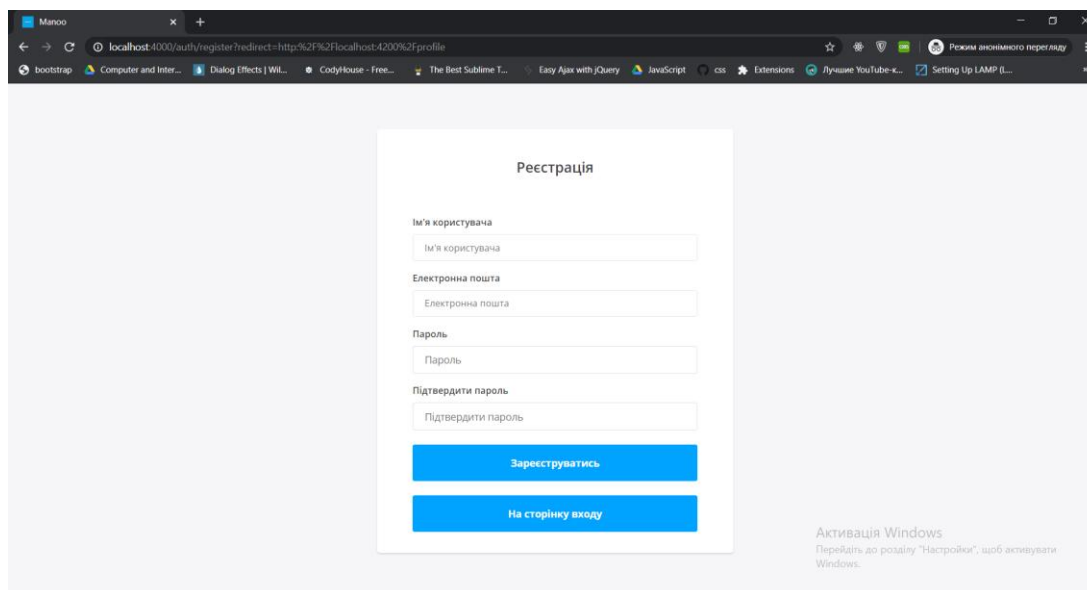 Manoo
localhost:4000/auth/register?redirect=http:%2F%2Flocalhost:4200%2Fprofile
Режим анонімного перегляду
bootstrap Computer and Inter... Dialog Effects | Wil... CodyHouse - Free... The Best Sublime T... Easy Ajax with jQuery JavaScript css Extensions Лучшие YouTube-к... Setting Up LAMP (L...
Реєстрація
Ім'я користувача
Ім'я користувача
Електронна пошта
Електронна пошта
Пароль
Пароль
Підтвердити пароль
Підтвердити пароль
Зареєструватись
На сторінку входу
Активація Windows
Перейдіть до розділу "Настройки", щоб активувати
Windows.